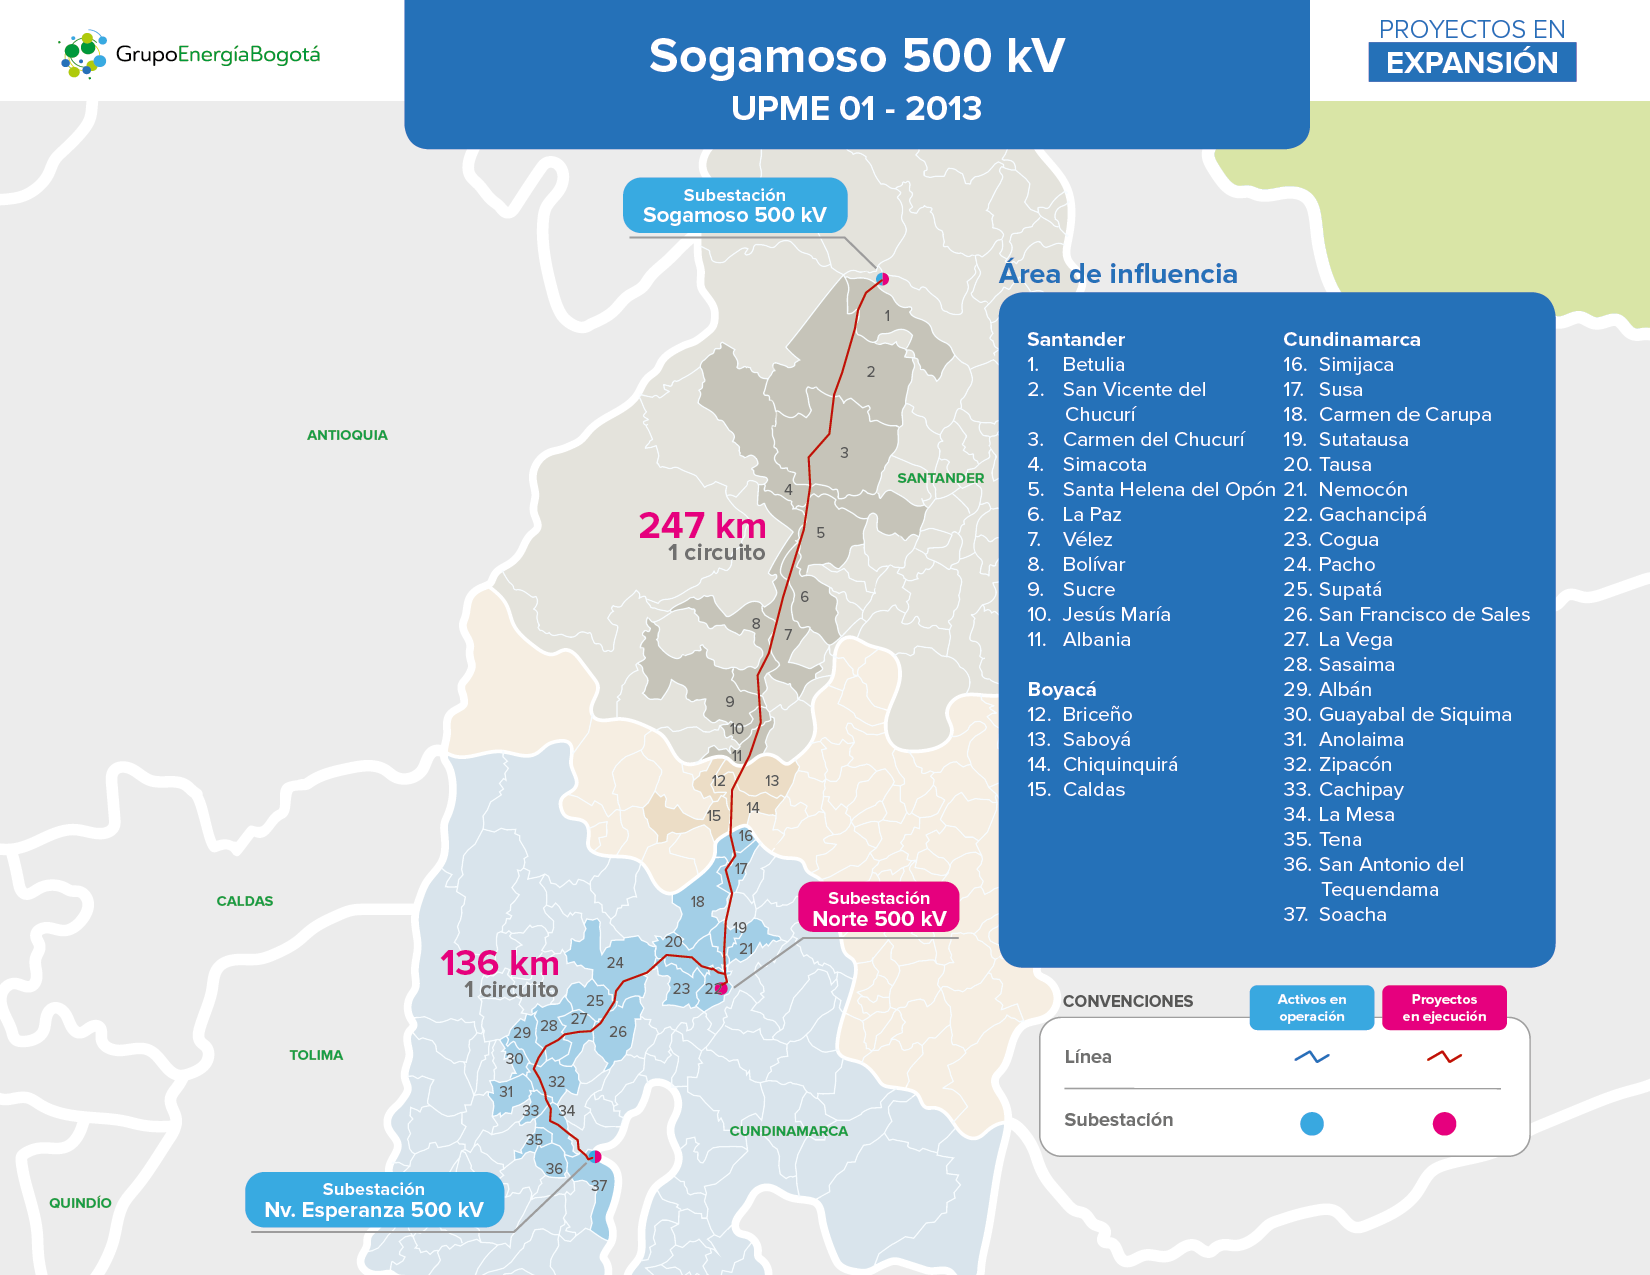 GrupoEnergíaBogotá
Sogamoso 500 kV
UPME 01 - 2013
PROYECTOS EN
EXPANSIÓN
Subestación
Sogamoso 500 kV
ANTIOQUIA
SANTANDER
247 km
1 circuito
1
2
3
4
5
6
7
8
9
10
11
12
13
14
15
16
17
18
19
20
21
22
23
24
25
26
27
28
29
30
31
32
33
34
35
36
37
CALDAS
Subestación
Norte 500 kV
136 km
1 circuito
TOLIMA
CUNDINAMARCA
QUINDÍO
Subestación
Nv. Esperanza 500 kV
Área de influencia
Santander
1. Betulia
2. San Vicente del
Chucurí
3. Carmen del Chucurí
4. Simacota
5. Santa Helena del Opón
6. La Paz
7. Vélez
8. Bolívar
9. Sucre
10. Jesús María
11. Albania
Boyacá
12. Briceño
13. Saboyá
14. Chiquinquirá
15. Caldas
Cundinamarca
16. Simijaca
17. Susa
18. Carmen de Carupa
19. Sutatausa
20. Tausa
21. Nemocón
22. Gachancipá
23. Cogua
24. Pacho
25. Supatá
26. San Francisco de Sales
27. La Vega
28. Sasaima
29. Albán
30. Guayabal de Siquima
31. Anolaima
32. Zipacón
33. Cachipay
34. La Mesa
35. Tena
36. San Antonio del
Tequendama
37. Soacha
CONVENCIONES
Activos en
operación
Proyectos
en ejecución
Línea
Subestación